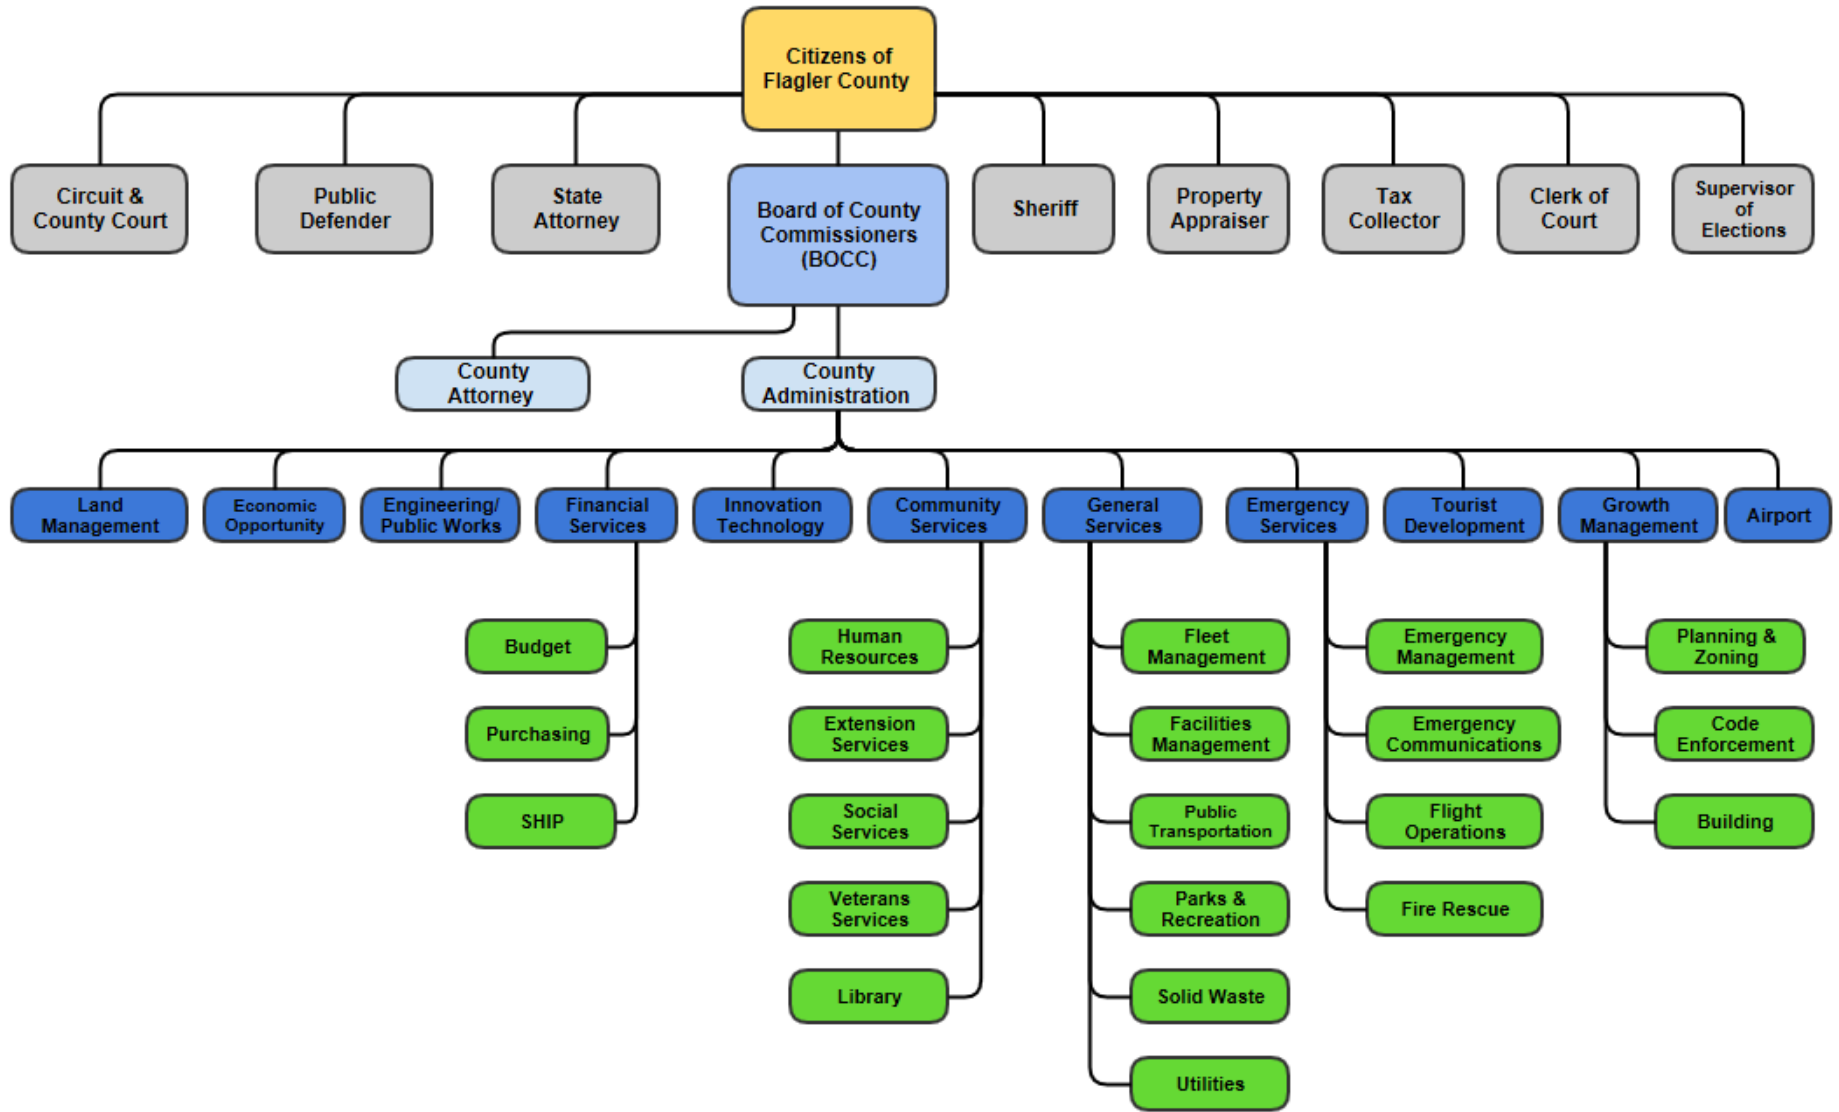 Citizens of
Flagler County
Circuit &
County Court
Public
Defender
State
Attorney
Board of County
Commissioners
(BOCC)
Sheriff
Property
Appraiser
Tax
Collector
Clerk of
Court
Supervisor
of
Elections
County
Attorney
County
Administration
Land
Management
Economic
Opportunity
Engineering/
Public Works
Financial
Services
Innovation
Technology
Community
Services
General
Services
Emergency
Services
Tourist
Development
Growth
Management
Airport
Budget
Purchasing
SHIP
Human
Resources
Extension
Services
Social
Services
Veterans
Services
Library
Fleet
Management
Facilities
Management
Public
Transportation
Parks &
Recreation
Solid Waste
Utilities
Emergency
Management
Emergency
Communications
Flight
Operations
Fire Rescue
Planning &
Zoning
Code
Enforcement
Building